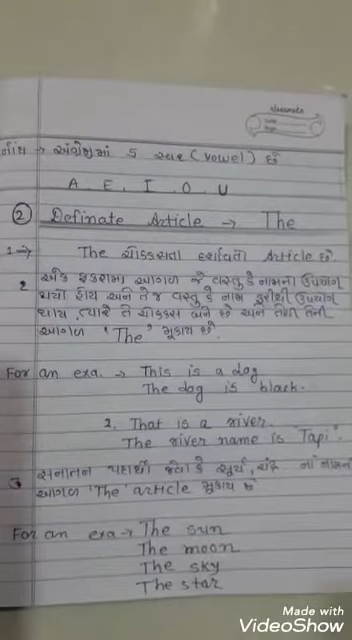 classmate
નોંધ → અંગ્રેજીમાં 5 સ્વર (vowel) છે
A E, I, O, U
② Definate Article → The
1 → The ચોક્કસતા દર્શાવતો Article છે.
2 એક ફકરામાં આગળ જે વસ્તુ કે નામનો ઉપયોગ
થયો હોય અને તે જ વસ્તુ કે નામ ફરીથી ઉપયોગ
થાય, ત્યારે તે ચોક્કસ બને છે અને તેથી તેની
આગળ 'The' મૂકાય છે.
For an exa. → This is a dog
The dog is black.
2. That is a river.
The river name is "Tapi".
3 સનાતન પદાર્થો જેવા કે સૂર્ય, ચંદ્ર ના નામની
આગળ 'The' article મૂકાય છે
For an exa → The sun
The moon
The sky
The star
Made with
VideoShow